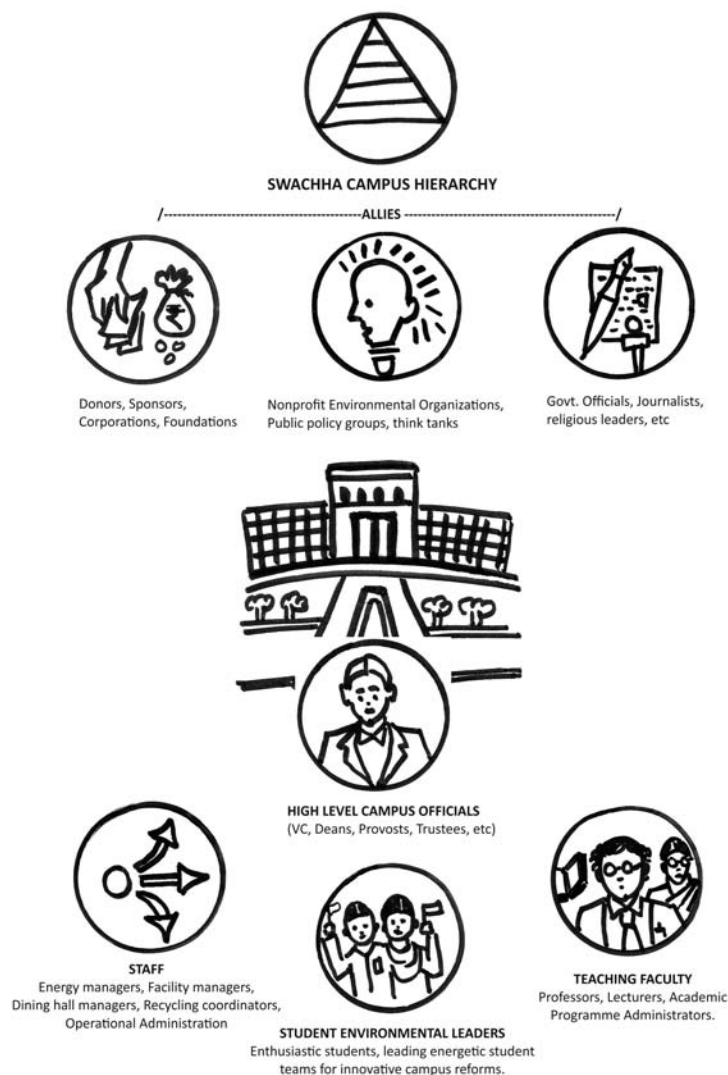 SWACHHA CAMPUS HIERARCHY
/-------------------------------------------ALLIES ----------------------------------------------/
₹
Donors, Sponsors,
Corporations, Foundations
Nonprofit Environmental Organizations,
Public policy groups, think tanks
Govt. Officials, Journalists,
religious leaders, etc
HIGH LEVEL CAMPUS OFFICIALS
(VC, Deans, Provosts, Trustees, etc)
STAFF
Energy managers, Facility managers,
Dining hall managers, Recycling coordinators,
Operational Administration
STUDENT ENVIRONMENTAL LEADERS
Enthusiastic students, leading energetic student
teams for innovative campus reforms.
TEACHING FACULTY
Professors, Lecturers, Academic
Programme Administrators.